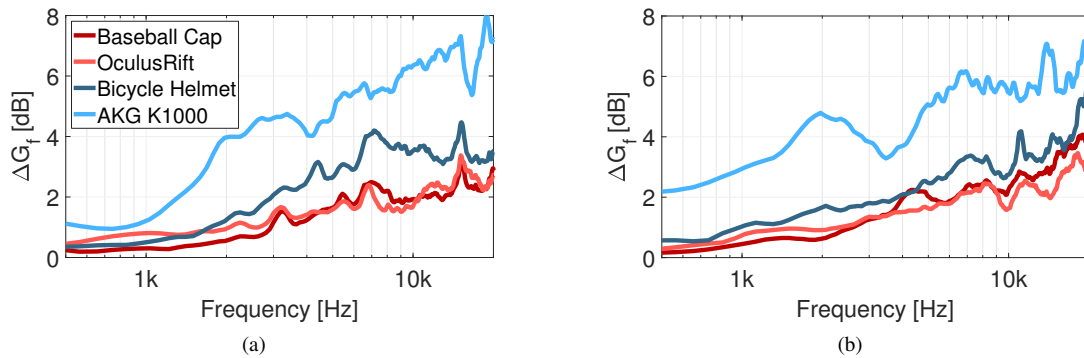 8
6
4
2
0
ΔG_f [dB]
Baseball Cap
OculusRift
Bicycle Helmet
AKG K1000
1k
10k
Frequency [Hz]
(a)
8
6
4
2
0
ΔG_f [dB]
1k
10k
Frequency [Hz]
(b)